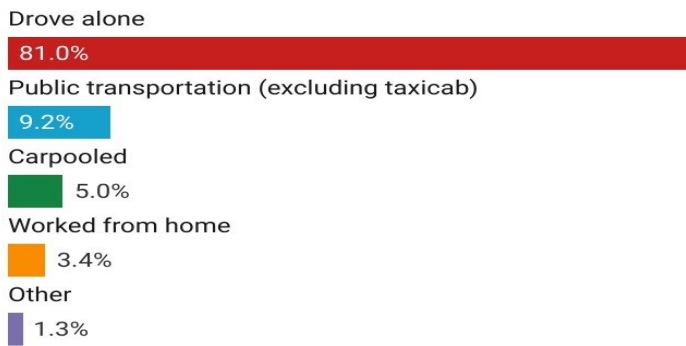 Drove alone
81.0%
Public transportation (excluding taxicab)
9.2%
Carpooled
5.0%
Worked from home
3.4%
Other
1.3%